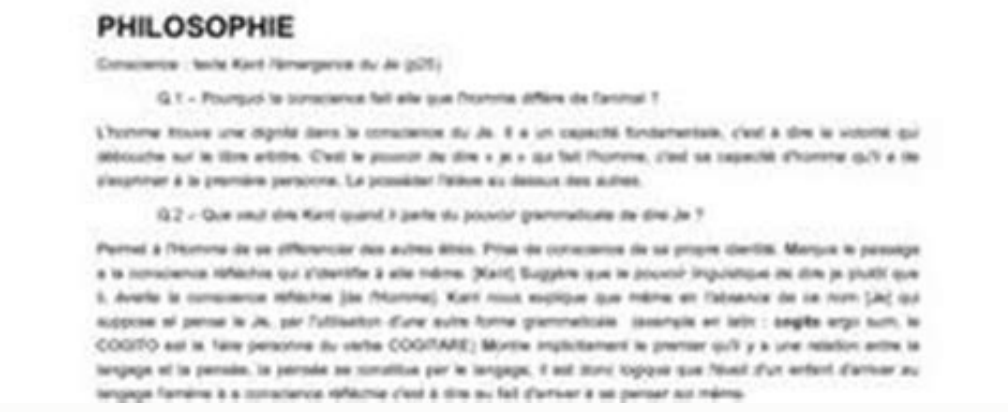 PHILOSOPHIE
Conscience : texte Kant l'émergence du Je (p25)
Q.1 – Pourquoi la conscience fait elle que l'homme diffère de l'animal ?
L'homme trouve une dignité dans la conscience du Je. Il a un capacité fondamentale, c'est à dire la volonté qui
débouche sur le libre arbitre. C'est le pouvoir de dire « je » qui fait l'homme, c'est sa capacité d'homme qu'il a de
s'exprimer à la première personne. Le posséder l'élève au dessus des autres.
Q.2 – Que veut dire Kant quand il parle du pouvoir grammaticale de dire Je ?
Permet à l'Homme de se différencier des autres êtres. Prise de conscience de sa propre identité. Marque le passage
a la conscience réfléchie qui s'identifie à elle même. [Kant] Suggère que le pouvoir linguistique de dire je plutôt que
la conscience réfléchie [de l'Homme]. Kant nous explique que même en l'absence de ce nom [Je] qui
suppose et pense le Je, par l'utilisation d'une autre forme grammaticale (exemple en latin : cogito ergo sum, le
COGITO est la 1ère personne du verbe COGITARE) Montre implicitement le premier qu'il y a une relation entre le
langage et la pensée, la pensée se constitue par le langage, il est donc logique que l'éveil d'un enfant d'arriver au
langage l'amène à a conscience réfléchie c'est à dire au fait d'arriver à se penser soi même.